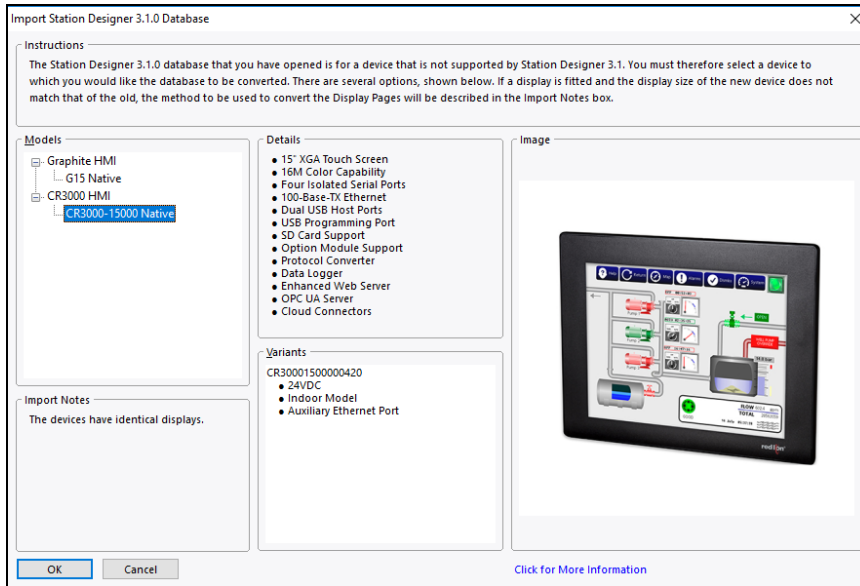 Import Station Designer 3.1.0 Database
Instructions
The Station Designer 3.1.0 database that you have opened is for a device that is not supported by Station Designer 3.1. You must therefore select a device to
which you would like the database to be converted. There are several options, shown below. If a display is fitted and the display size of the new device does not
match that of the old, the method to be used to convert the Display Pages will be described in the Import Notes box.
Models
Graphite HMI
G15 Native
CR3000 HMI
CR3000-15000 Native
Import Notes
The devices have identical displays.
Details
• 15" XGA Touch Screen
• 16M Color Capability
• Four Isolated Serial Ports
• 100-Base-TX Ethernet
• Dual USB Host Ports
• USB Programming Port
• SD Card Support
• Option Module Support
• Protocol Converter
• Data Logger
• Enhanced Web Server
• OPC UA Server
• Cloud Connectors
Variants
CR30001500000420
• 24VDC
• Indoor Model
• Auxiliary Ethernet Port
Image
FLOW
TOTAL
redlion
OK
Cancel
Click for More Information